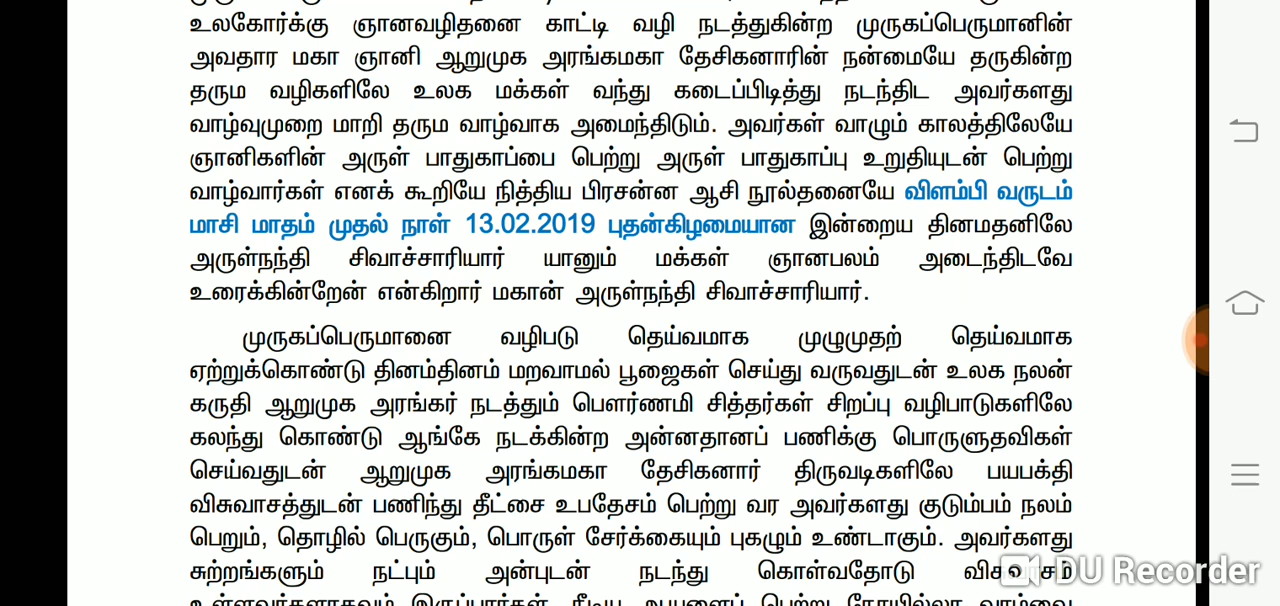 உலகோர்க்கு ஞானவழிதனை காட்டி வழி நடத்துகின்ற முருகப்பெருமானின்
அவதார மகா ஞானி ஆறுமுக அரங்கமகா தேசிகனாரின் நன்மையே தருகின்ற
தரும வழிகளிலே உலக மக்கள் வந்து கடைப்பிடித்து நடந்திட அவர்களது
வாழ்வுமுறை மாறி தரும வாழ்வாக அமைந்திடும். அவர்கள் வாழும் காலத்திலேயே
ஞானிகளின் அருள் பாதுகாப்பை பெற்று அருள் பாதுகாப்பு உறுதியுடன் பெற்று
வாழ்வார்கள் எனக் கூறியே நித்திய பிரசன்ன ஆசி நூல்தனையே விளம்பி வருடம்
மாசி மாதம் முதல் நாள் 13.02.2019 புதன்கிழமையான இன்றைய தினமதனிலே
அருள்நந்தி சிவாச்சாரியார் யானும் மக்கள் ஞானபலம் அடைந்திடவே
உரைக்கின்றேன் என்கிறார் மகான் அருள்நந்தி சிவாச்சாரியார்.
முருகப்பெருமானை வழிபடு தெய்வமாக முழுமுதற் தெய்வமாக
ஏற்றுக்கொண்டு தினம்தினம் மறவாமல் பூஜைகள் செய்து வருவதுடன் உலக நலன்
கருதி ஆறுமுக அரங்கர் நடத்தும் பௌர்ணமி சித்தர்கள் சிறப்பு வழிபாடுகளிலே
கலந்து கொண்டு ஆங்கே நடக்கின்ற அன்னதானப் பணிக்கு பொருளுதவிகள்
செய்வதுடன் ஆறுமுக அரங்கமகா தேசிகனார் திருவடிகளிலே பயபக்தி
விசுவாசத்துடன் பணிந்து தீட்சை உபதேசம் பெற்று வர அவர்களது குடும்பம் நலம்
பெறும், தொழில் பெருகும், பொருள் சேர்க்கையும் புகழும் உண்டாகும். அவர்களது
சுற்றங்களும் நட்பும் அன்புடன் நடந்து கொள்வதோடு விசுவாசம்
DU Recorder